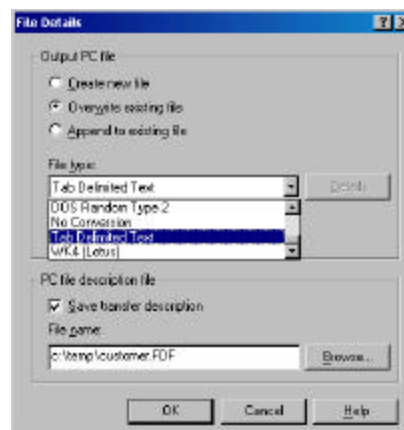 File Details
Output PC file
Create new file
Overwrite existing file
Append to existing file
File type:
Tab Delimited Text
Details
DOS Random Type 2
No Conversion
Tab Delimited Text
WK4 (Lotus)
PC file description file
Save transfer description
File name:
c:\temp\customer.FDF
Browse...
OK
Cancel
Help